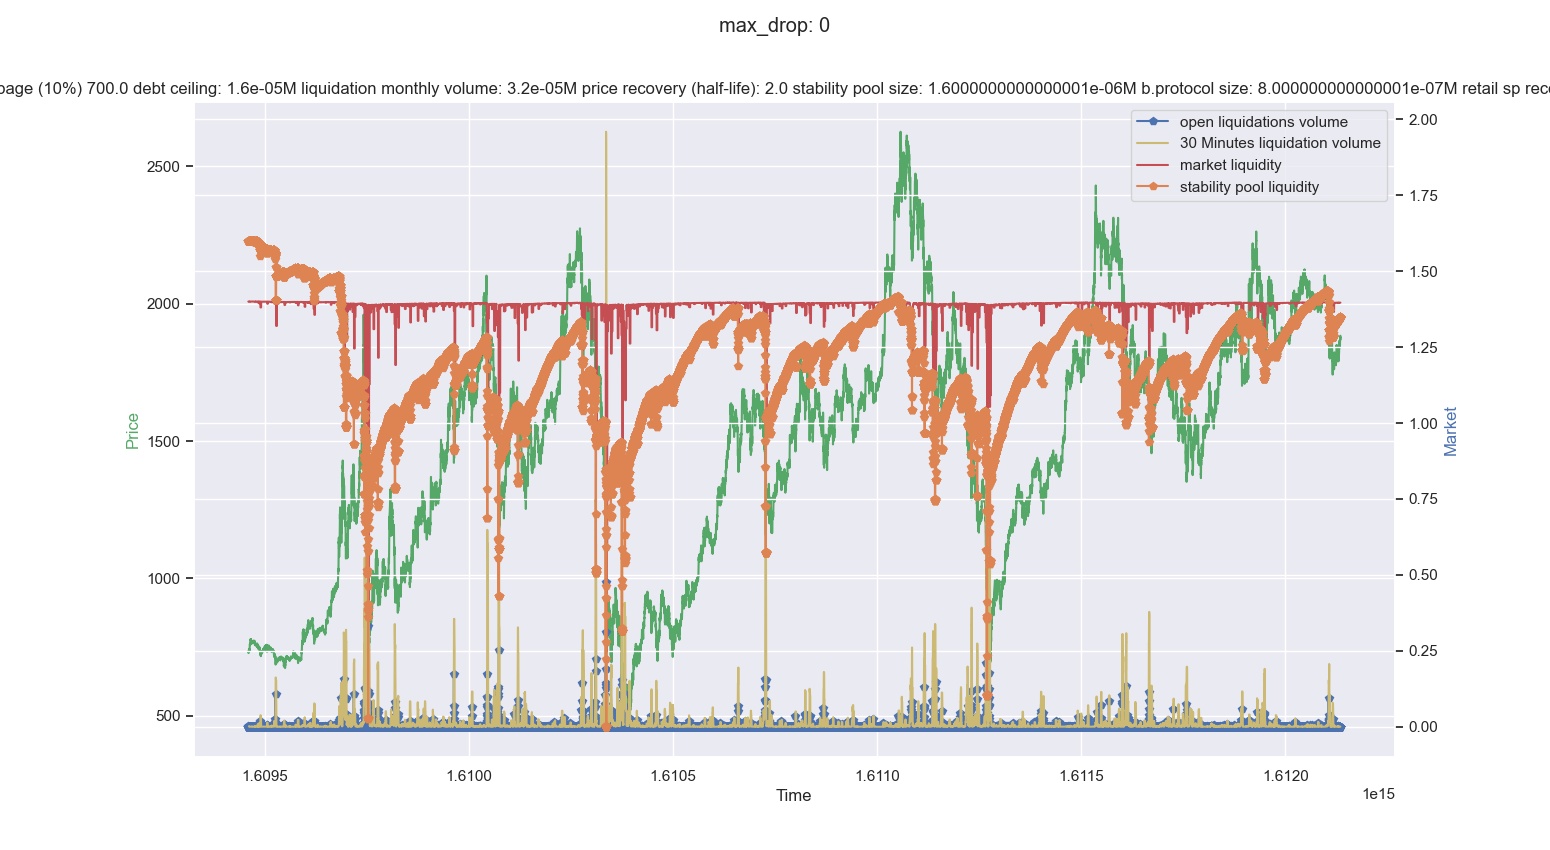 max_drop: 0
page (10%) 700.0 debt ceiling: 1.6e-05M liquidation monthly volume: 3.2e-05M price recovery (half-life): 2.0 stability pool size: 1.6000000000000001e-06M b.protocol size: 8.000000000000001e-07M retail sp
open liquidations volume
30 Minutes liquidation volume
market liquidity
stability pool liquidity
Price
2500
2000
1500
1000
500
2.00
1.75
1.50
1.25
1.00
0.75
0.50
0.25
0.00
Market
1.6095
1.6100
1.6105
1.6110
1.6115
1.6120
Time
1e15